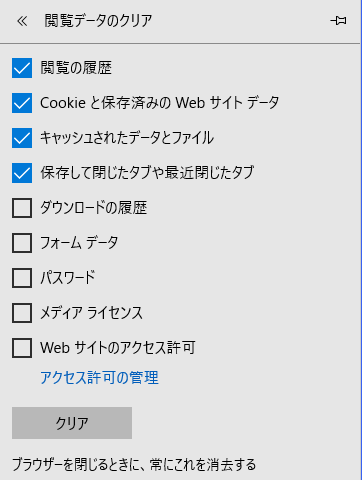 閲覧データのクリア
閲覧の履歴
Cookie と保存済みの Web サイト データ
キャッシュされたデータとファイル
保存して閉じたタブや最近閉じたタブ
ダウンロードの履歴
フォーム データ
パスワード
メディア ライセンス
Web サイトのアクセス許可
アクセス許可の管理
クリア
ブラウザーを閉じるときに、常にこれを消去する